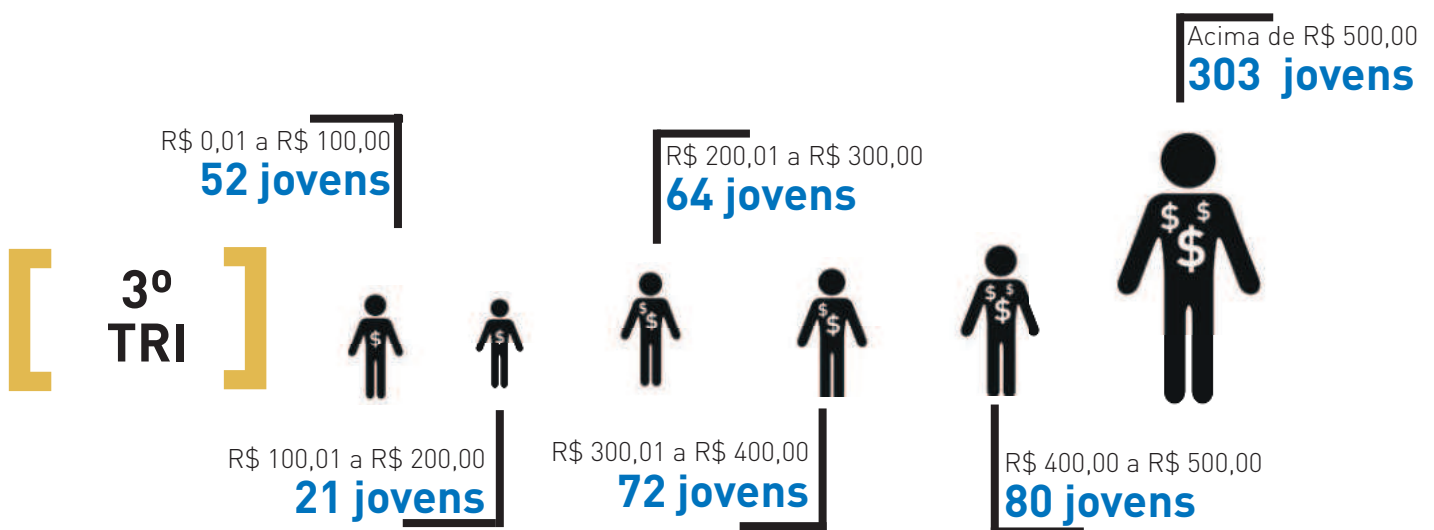 3º
TRI
R$ 0,01 a R$ 100,00
52 jovens
R$ 100,01 a R$ 200,00
21 jovens
R$ 200,01 a R$ 300,00
64 jovens
R$ 300,01 a R$ 400,00
72 jovens
R$ 400,00 a R$ 500,00
80 jovens
Acima de R$ 500,00
303 jovens
$
$
$
$
$
$
$
$
$
$
$
$